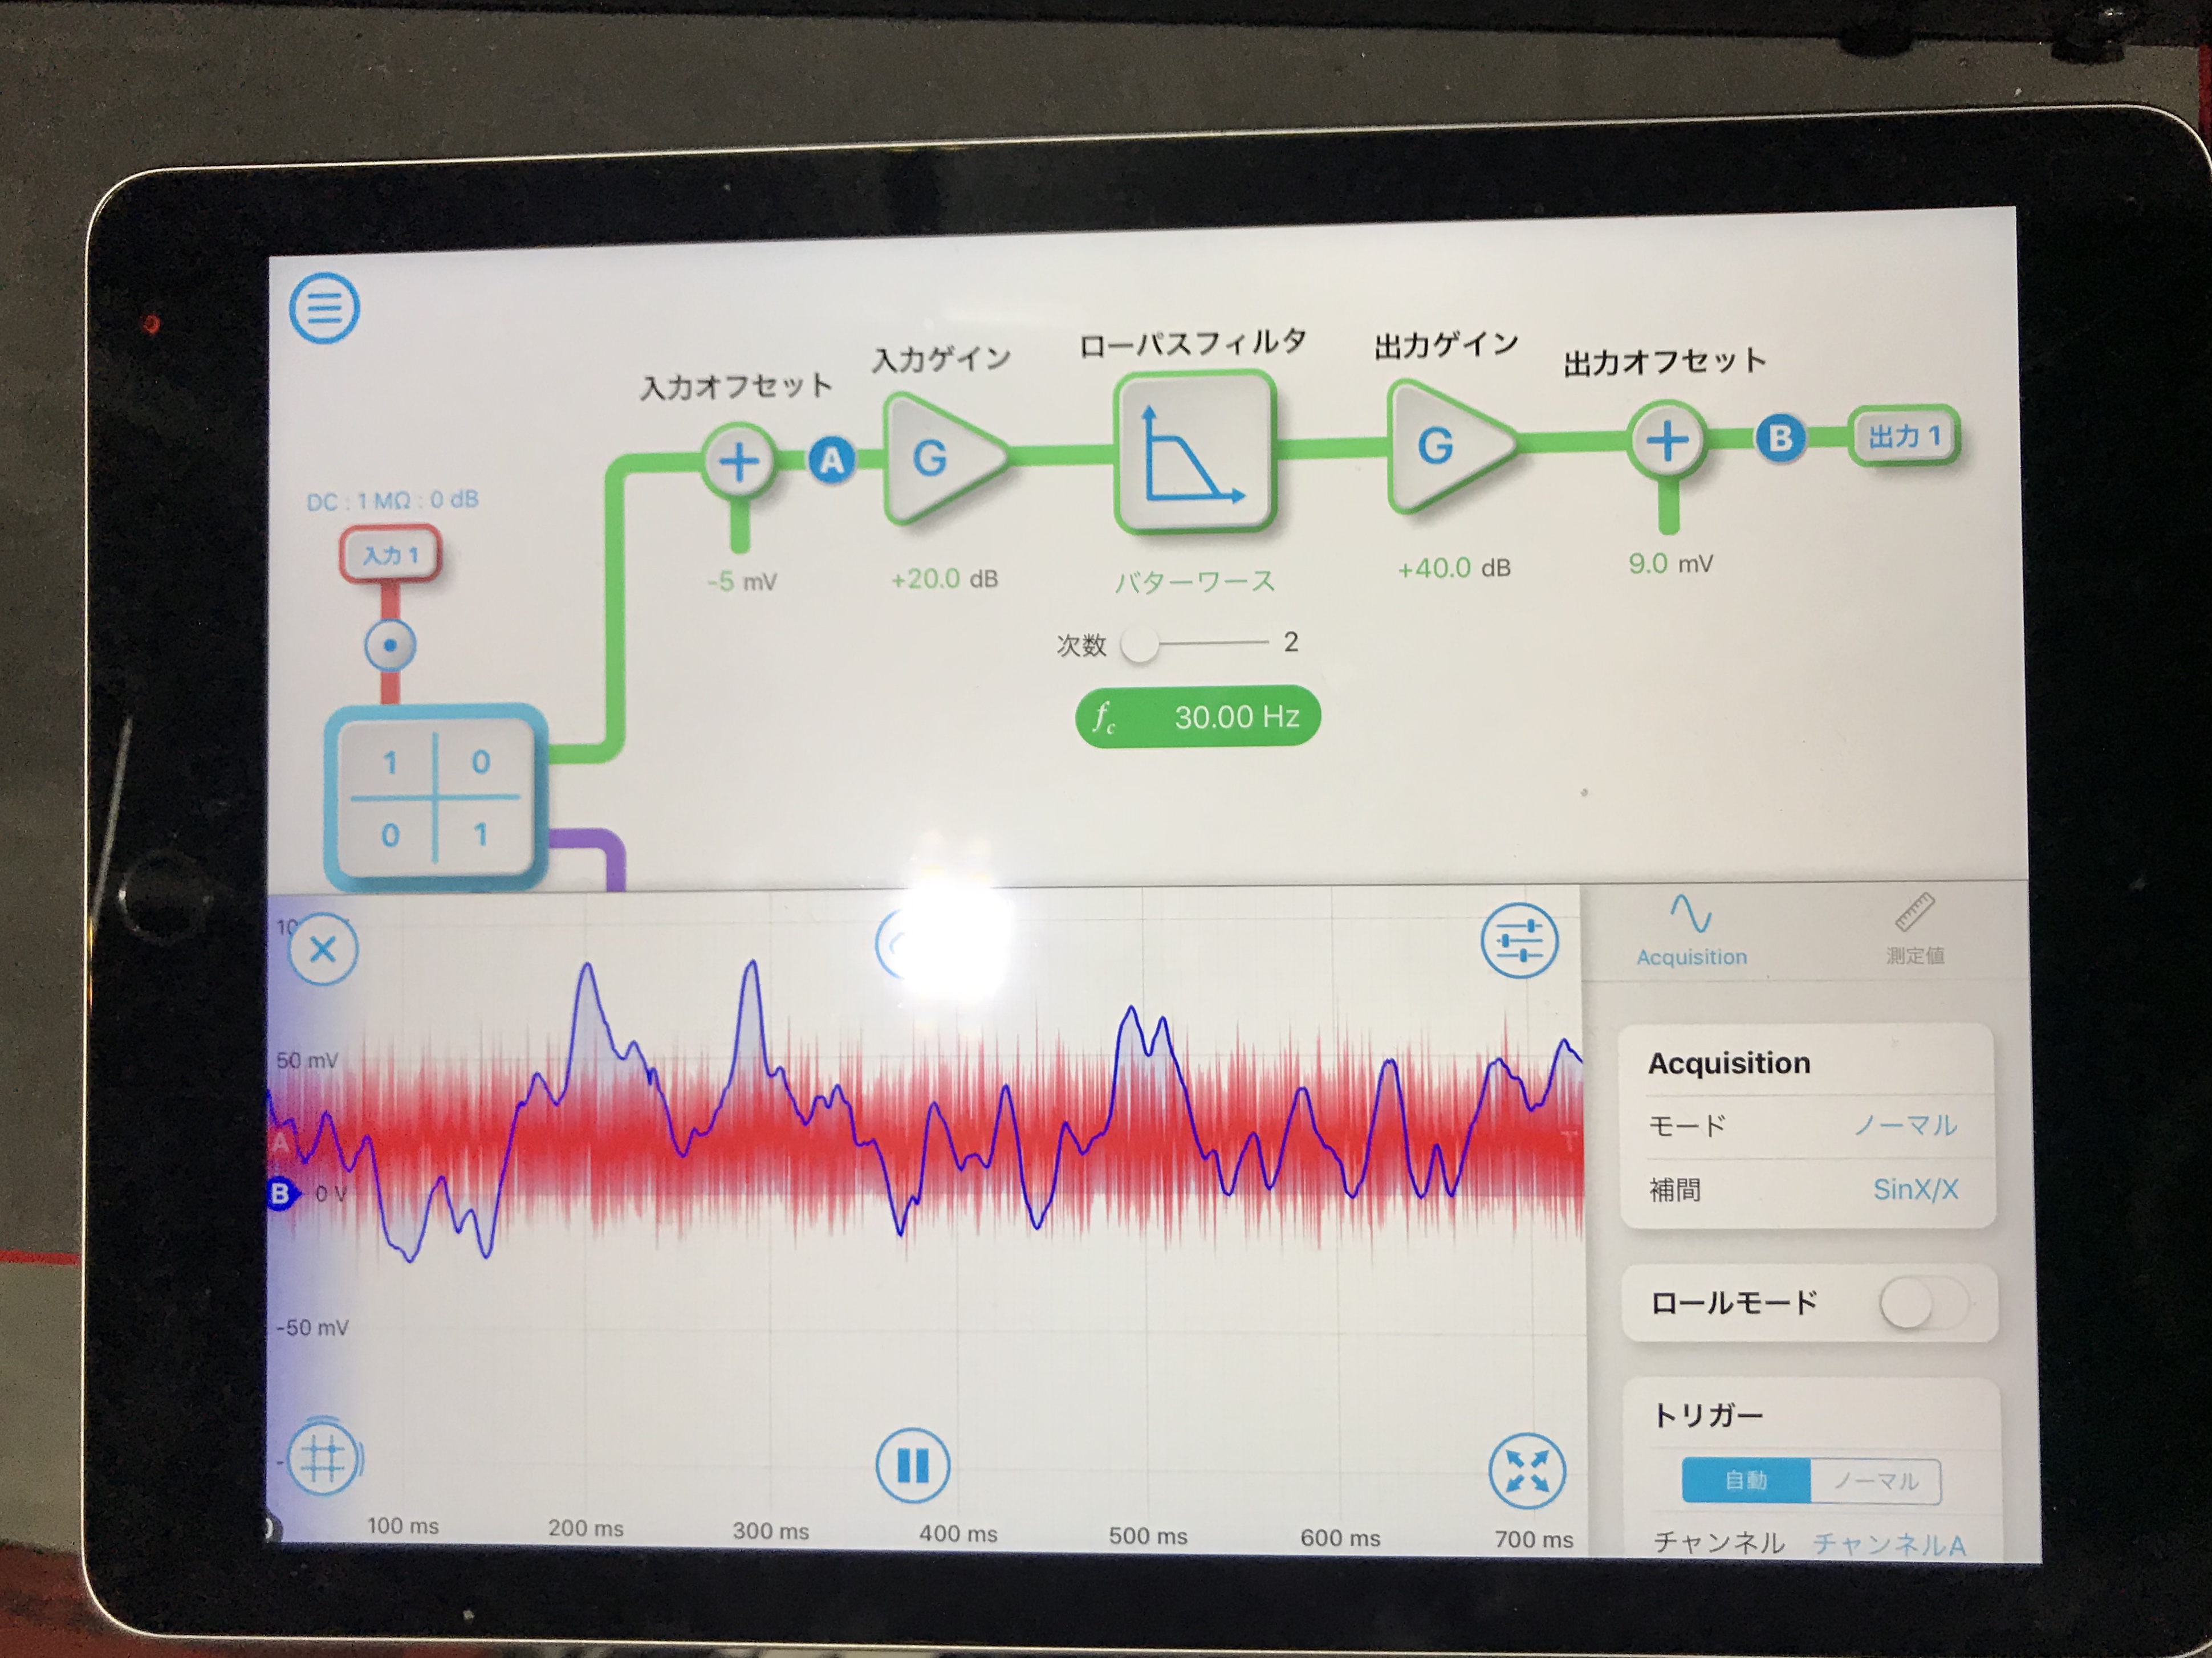 入力オフセット
入力ゲイン
ローパスフィルタ
出力ゲイン
出力オフセット
DC : 1 MΩ : 0 dB
入力 1
A
G
G
B
出力 1
-5 mV
+20.0 dB
バターワース
+40.0 dB
9.0 mV
次数 2
fc 30.00 Hz
1 0
0 1
10
50 mV
A
B 0 V
-50 mV
T
100 ms 200 ms 300 ms 400 ms 500 ms 600 ms 700 ms
Acquisition
測定値
Acquisition
モード ノーマル
補間 SinX/X
ロールモード
トリガー
自動 ノーマル
チャンネル チャンネルA